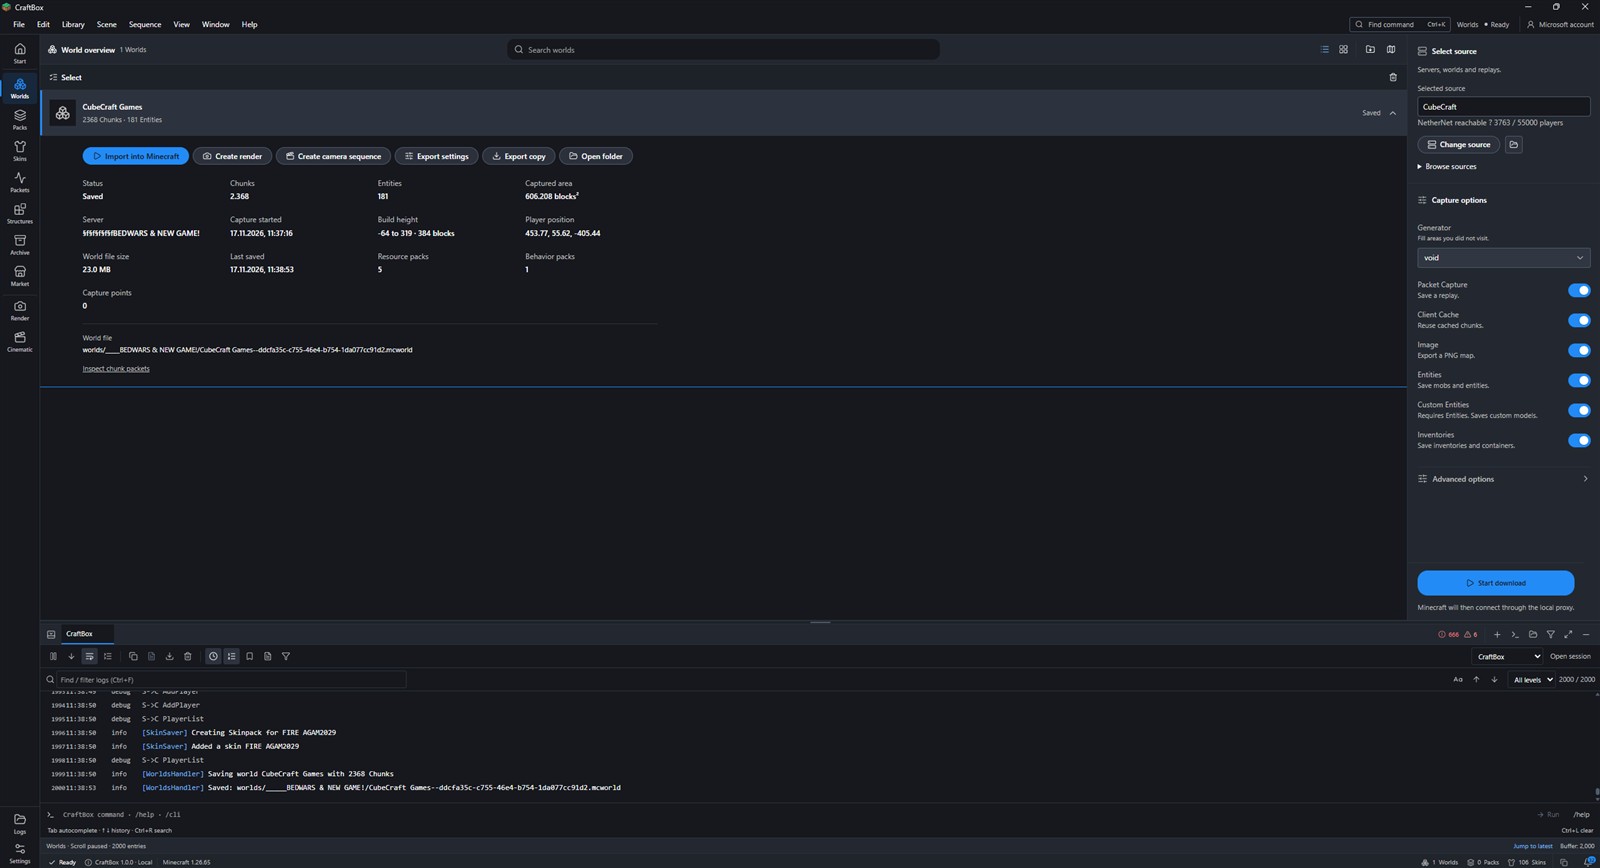 CraftBox
File Edit Library Scene Sequence View Window Help
Find command Ctrl+K Worlds • Ready Microsoft account
Start
Worlds
Packs
Skins
Packets
Structures
Archive
Market
Render
Cinematic
Logs
Settings
World overview 1 Worlds
Search worlds
Select
CubeCraft Games
2368 Chunks · 181 Entities
Saved
Import into Minecraft Create render Create camera sequence Export settings Export copy Open folder
Status Chunks Entities Captured area
Saved 2.368 181 606.208 blocks²
Server Capture started Build height Player position
§f§f§f§f§fBEDWARS & NEW GAME! 17.11.2026, 11:37:16 -64 to 319 · 384 blocks 453.77, 55.62, -405.44
World file size Last saved Resource packs Behavior packs
23.0 MB 17.11.2026, 11:38:53 5 1
Capture points
0
World file
worlds/_____BEDWARS & NEW GAME!/CubeCraft Games--ddcfa35c-c755-46e4-b754-1da077cc91d2.mcworld
Inspect chunk packets
Select source
Servers, worlds and replays.
Selected source
CubeCraft
NetherNet reachable ? 3763 / 55000 players
Change source
Browse sources
Capture options
Generator
Fill areas you did not visit.
void
Packet Capture
Save a replay.
Client Cache
Reuse cached chunks.
Image
Export a PNG map.
Entities
Save mobs and entities.
Custom Entities
Requires Entities. Saves custom models.
Inventories
Save inventories and containers.
Advanced options
Start download
Minecraft will then connect through the local proxy.
CraftBox
666 6
CraftBox Open session
Find / filter logs (Ctrl+F)
Aa All levels 2000 / 2000
1993 11:38:49 debug S->C AddPlayer
1994 11:38:50 debug S->C AddPlayer
1995 11:38:50 debug S->C PlayerList
1996 11:38:50 info [SkinSaver] Creating Skinpack for FIRE AGAM2029
1997 11:38:50 info [SkinSaver] Added a skin FIRE AGAM2029
1998 11:38:50 debug S->C PlayerList
1999 11:38:50 info [WorldsHandler] Saving world CubeCraft Games with 2368 Chunks
2000 11:38:53 info [WorldsHandler] Saved: worlds/_____BEDWARS & NEW GAME!/CubeCraft Games--ddcfa35c-c755-46e4-b754-1da077cc91d2.mcworld
CraftBox command · /help · /cli
Run /help
Tab autocomplete · ↑↓ history · Ctrl+R search
Ctrl+L clear
Worlds · Scroll paused · 2000 entries
Jump to latest Buffer: 2,000
Ready CraftBox 1.0.0 · Local Minecraft 1.26.65
1 Worlds 0 Packs 106 Skins